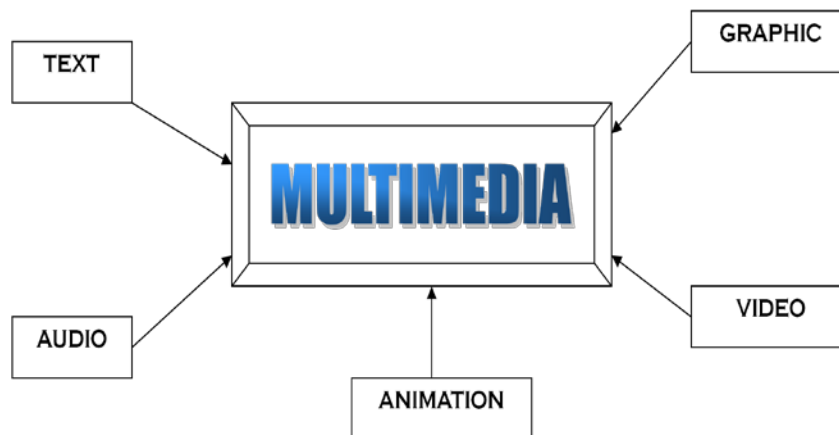 GRAPHIC
TEXT
MULTIMEDIA
AUDIO
VIDEO
ANIMATION